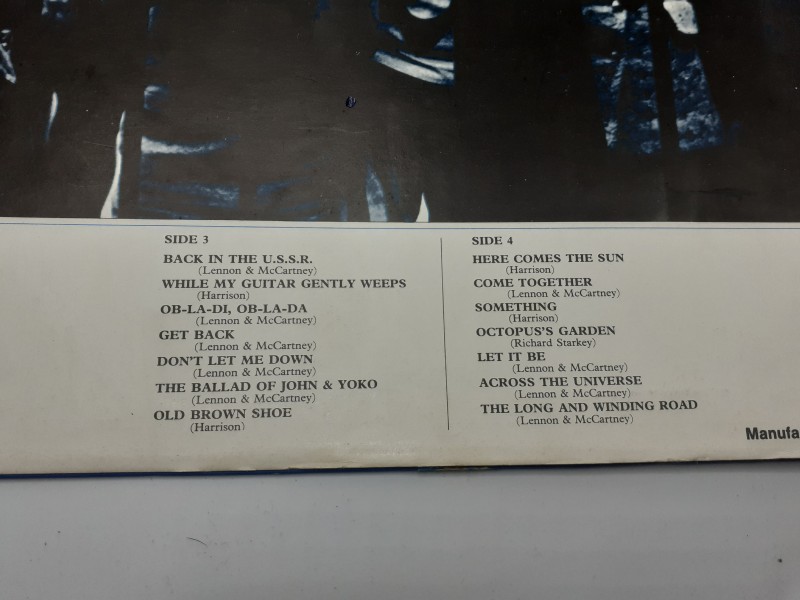 SIDE 3
BACK IN THE U.S.S.R.
(Lennon & McCartney)
WHILE MY GUITAR GENTLY WEEPS
(Harrison)
OB-LA-DI, OB-LA-DA
(Lennon & McCartney)
GET BACK
(Lennon & McCartney)
DON'T LET ME DOWN
(Lennon & McCartney)
THE BALLAD OF JOHN & YOKO
(Lennon & McCartney)
OLD BROWN SHOE
(Harrison)
SIDE 4
HERE COMES THE SUN
(Harrison)
COME TOGETHER
(Lennon & McCartney)
SOMETHING
(Harrison)
OCTOPUS'S GARDEN
(Richard Starkey)
LET IT BE
(Lennon & McCartney)
ACROSS THE UNIVERSE
(Lennon & McCartney)
THE LONG AND WINDING ROAD
(Lennon & McCartney)
Manufa